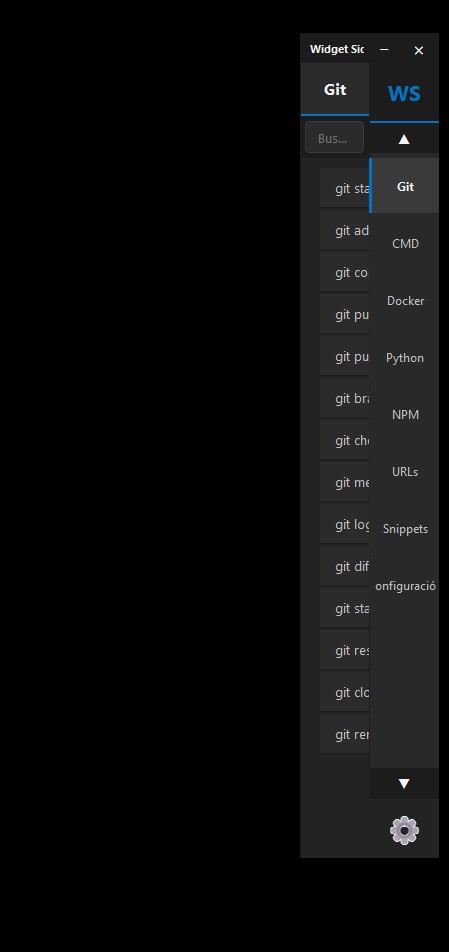 Widget Sic
Git
WS
Bus...
▲
git sta
git ad
git co
git pu
git pu
git bra
git che
git me
git log
git dif
git sta
git res
git clo
git rer
Git
CMD
Docker
Python
NPM
URLs
Snippets
onfiguració
▼